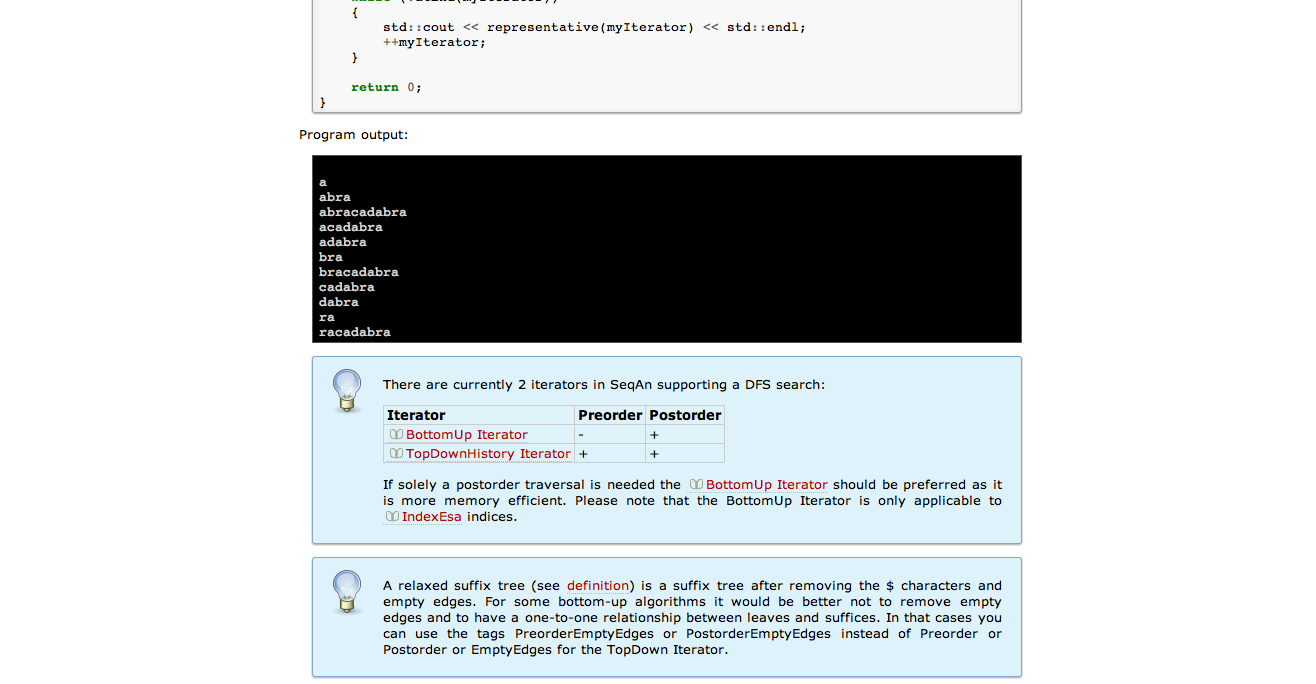 {
std::cout << representative(myIterator) << std::endl;
++myIterator;
}
return 0;
}
Program output:
a
abra
abracadabra
acadabra
adabra
bra
bracadabra
cadabra
dabra
ra
racadabra
There are currently 2 iterators in SeqAn supporting a DFS search:
Iterator Preorder Postorder
BottomUp Iterator - +
TopDownHistory Iterator + +
If solely a postorder traversal is needed the BottomUp Iterator should be preferred as it
is more memory efficient. Please note that the BottomUp Iterator is only applicable to
IndexEsa indices.
A relaxed suffix tree (see definition) is a suffix tree after removing the $ characters and
empty edges. For some bottom-up algorithms it would be better not to remove empty
edges and to have a one-to-one relationship between leaves and suffices. In that cases you
can use the tags PreorderEmptyEdges or PostorderEmptyEdges instead of Preorder or
Postorder or EmptyEdges for the TopDown Iterator.